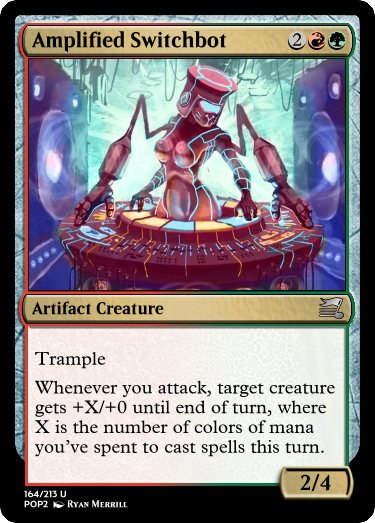 Amplified Switchbot 2
Artifact Creature
Trample
Whenever you attack, target creature
gets +X/+0 until end of turn, where
X is the number of colors of mana
you've spent to cast spells this turn.
2/4
164/213 U
POP2 Ryan Merrill